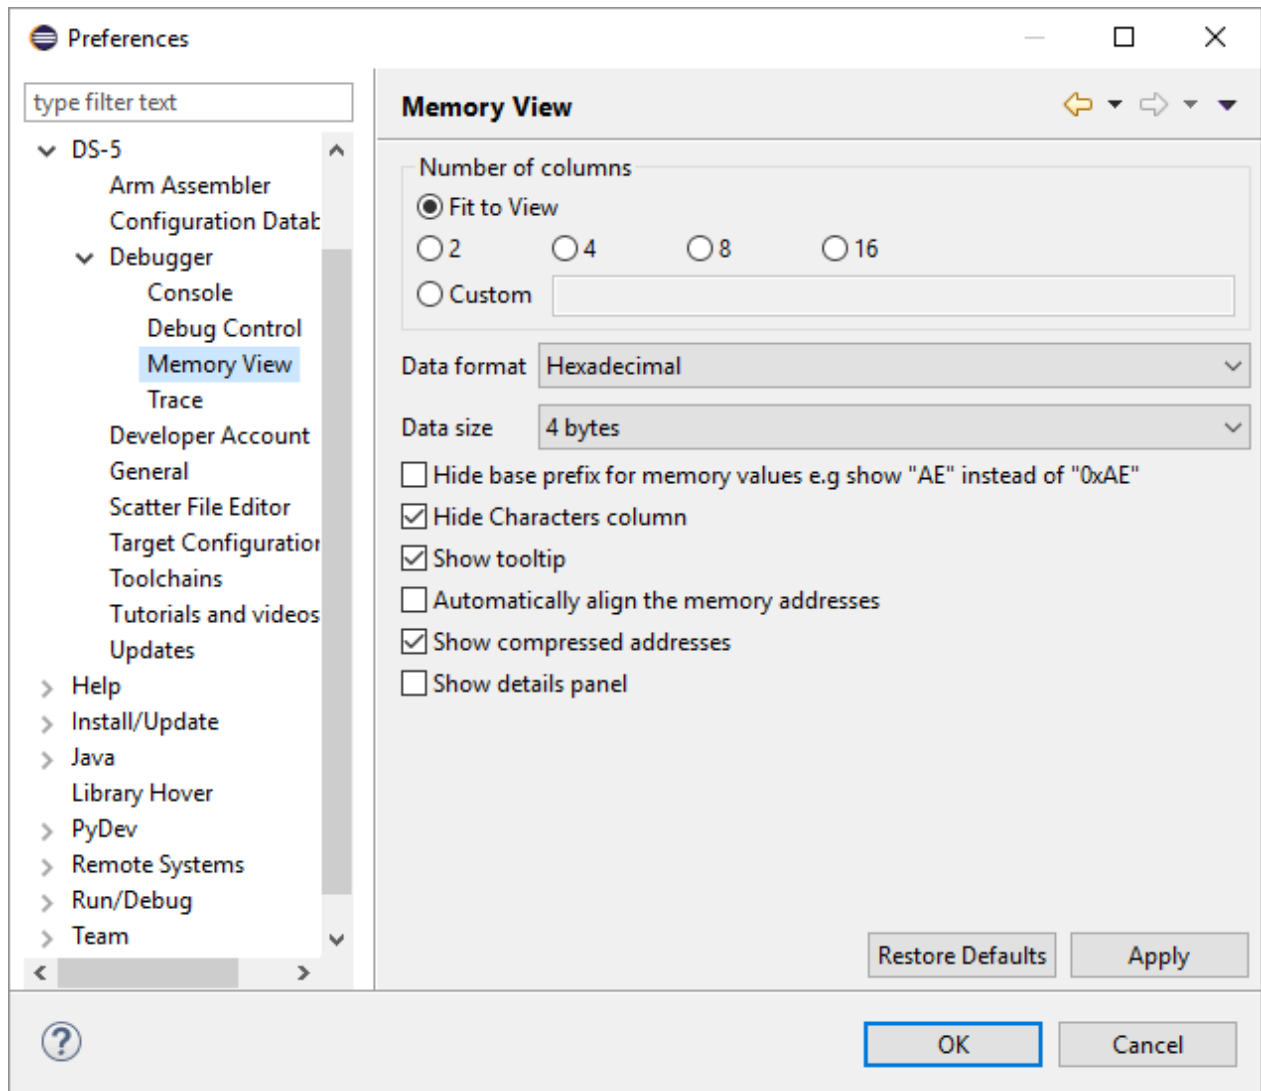 Preferences
type filter text
DS-5
Arm Assembler
Configuration Datab
Debugger
Console
Debug Control
Memory View
Trace
Developer Account
General
Scatter File Editor
Target Configuration
Toolchains
Tutorials and videos
Updates
Help
Install/Update
Java
Library Hover
PyDev
Remote Systems
Run/Debug
Team
Memory View
Number of columns
Fit to View
2 4 8 16
Custom
Data format Hexadecimal
Data size 4 bytes
Hide base prefix for memory values e.g show "AE" instead of "0xAE"
Hide Characters column
Show tooltip
Automatically align the memory addresses
Show compressed addresses
Show details panel
Restore Defaults Apply
? OK Cancel